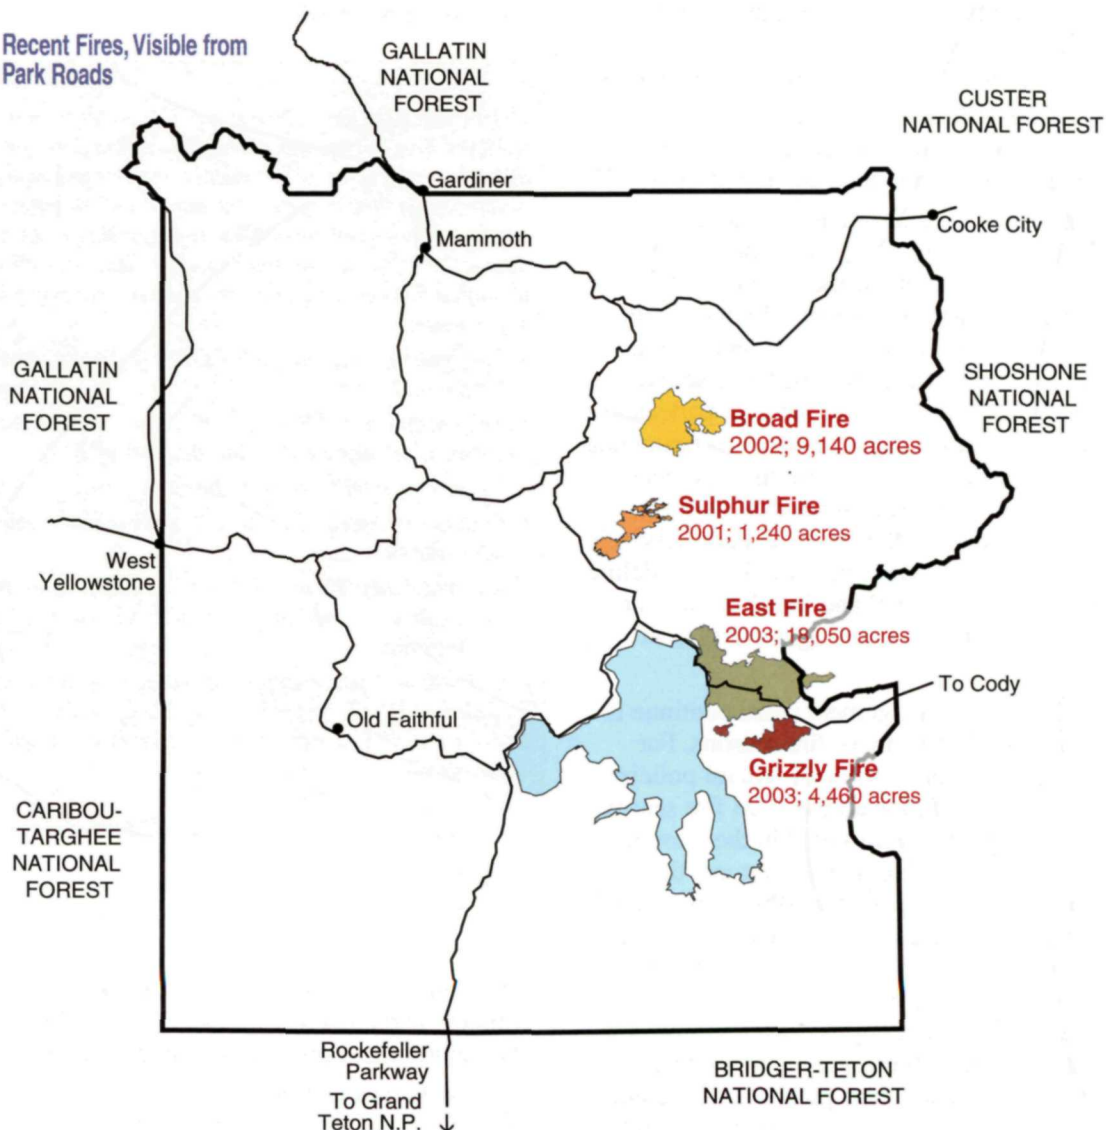 Recent Fires, Visible from
Park Roads
GALLATIN
NATIONAL
FOREST
CUSTER
NATIONAL FOREST
Gardiner
Cooke City
Mammoth
GALLATIN
NATIONAL
FOREST
SHOSHONE
NATIONAL
FOREST
Broad Fire
2002; 9,140 acres
Sulphur Fire
2001; 1,240 acres
West
Yellowstone
East Fire
2003; 18,050 acres
To Cody
Old Faithful
Grizzly Fire
2003; 4,460 acres
CARIBOU-
TARGHEE
NATIONAL
FOREST
Rockefeller
Parkway
To Grand
Teton N.P.
BRIDGER-TETON
NATIONAL FOREST